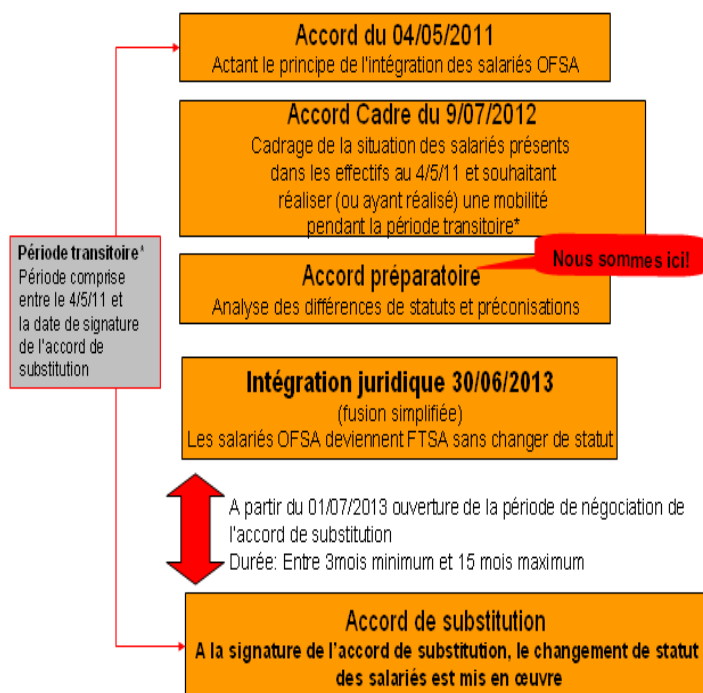 Accord du 04/05/2011
Actant le principe de l'intégration des salariés OFSA
Accord Cadre du 9/07/2012
Cadrage de la situation des salariés présents
dans les effectifs au 4/5/11 et souhaitant
réaliser (ou ayant réalisé) une mobilité
pendant la période transitoire*
Nous sommes ici!
Période transitoire*
Période comprise
entre le 4/5/11 et
la date de signature
de l'accord de
substitution
Accord préparatoire
Analyse des différences de statuts et préconisations
Intégration juridique 30/06/2013
(fusion simplifiée)
Les salariés OFSA deviennent FTSA sans changer de statut
A partir du 01/07/2013 ouverture de la période de négociation de
l'accord de substitution
Durée: Entre 3mois minimum et 15 mois maximum
Accord de substitution
A la signature de l'accord de substitution, le changement de statut
des salariés est mis en œuvre